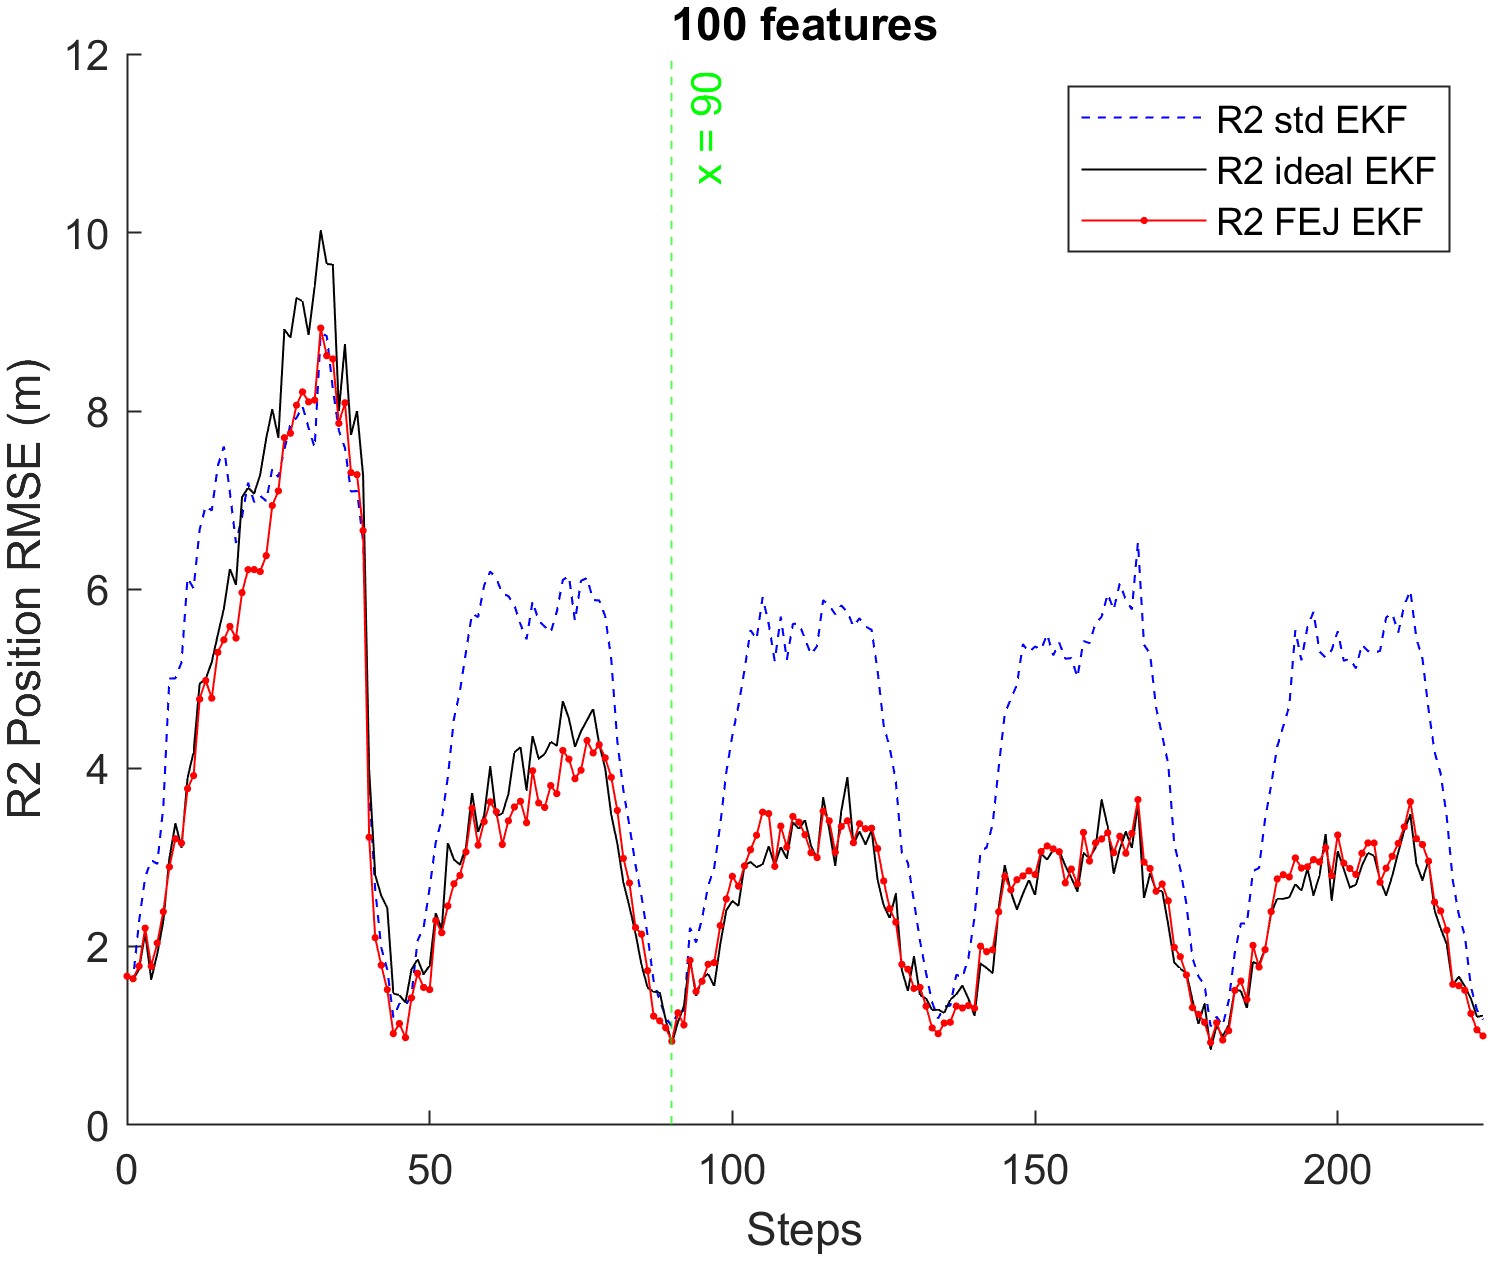 100 features
x = 90
R2 std EKF
R2 ideal EKF
R2 FEJ EKF
R2 Position RMSE (m)
12
10
8
6
4
2
0
0 50 100 150 200
Steps